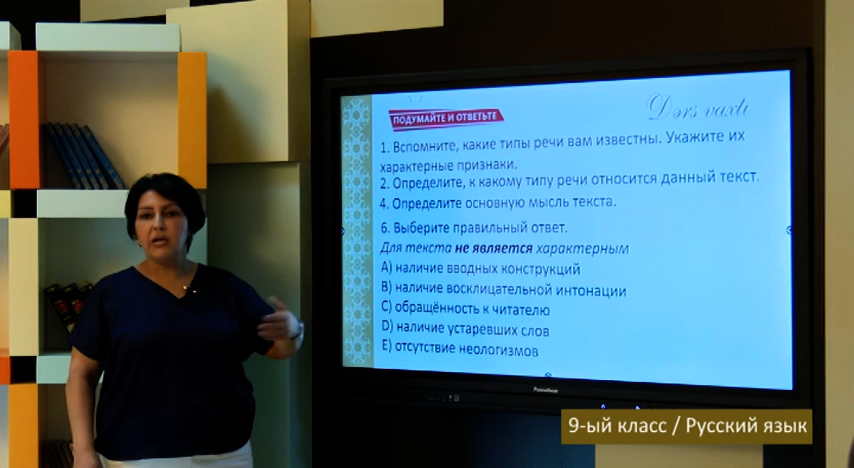 Dərs vaxtı
ПОДУМАЙТЕ И ОТВЕТЬТЕ
1. Вспомните, какие типы речи вам известны. Укажите их
характерные признаки.
2. Определите, к какому типу речи относится данный текст.
4. Определите основную мысль текста.
6. Выберите правильный ответ.
Для текста не является характерным
A) наличие вводных конструкций
B) наличие восклицательной интонации
C) обращённость к читателю
D) наличие устаревших слов
E) отсутствие неологизмов
Promethean
9-ый класс / Русский язык